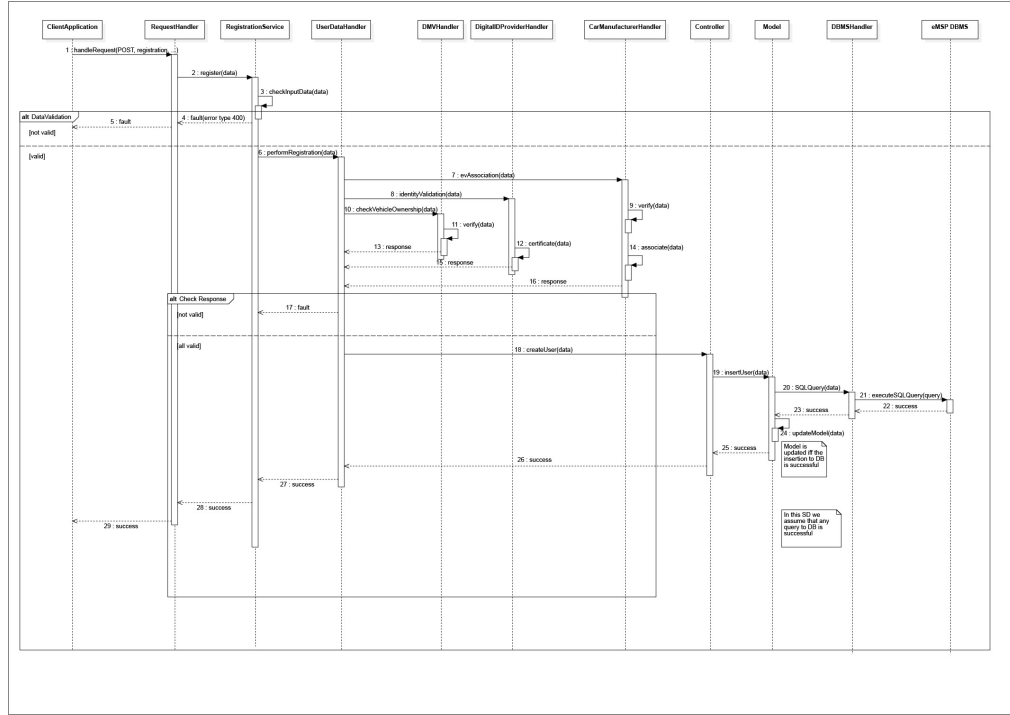 ClientApplication
RequestHandler
RegistrationService
UserDataHandler
DMVHandler
DigitalIDProviderHandler
CarManufacturerHandler
Controller
Model
DBMSHandler
eMSP DBMS
1 : handleRequest(POST, registration, ...)
2 : register(data)
3 : checkInputData(data)
alt DataValidation
4 : fault(error type 400)
5 : fault
[not valid]
[valid]
6 : performRegistration(data)
7 : evAssociation(data)
8 : identityValidation(data)
9 : verify(data)
10 : checkVehicleOwnership(data)
11 : verify(data)
12 : certificate(data)
13 : response
14 : associate(data)
15 : response
16 : response
alt Check Response
17 : fault
[not valid]
[all valid]
18 : createUser(data)
19 : insertUser(data)
20 : SQLQuery(data)
21 : executeSQLQuery(query)
22 : success
23 : success
24 : updateModel(data)
Model is
updated iff the
insertion to DB
is successful
25 : success
26 : success
27 : success
28 : success
In this SD we
assume that any
query to DB is
successful
29 : success